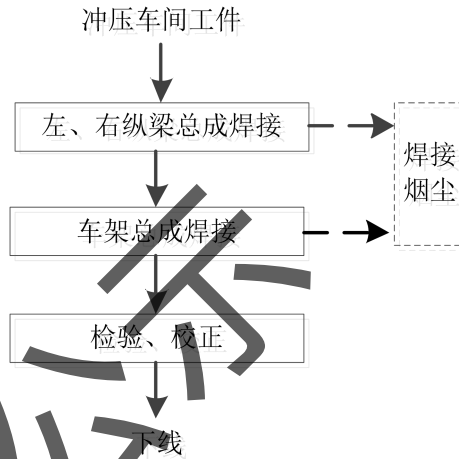 冲压车间工件
左、右纵梁总成焊接
焊接
烟尘
车架总成焊接
检验、校正
下线